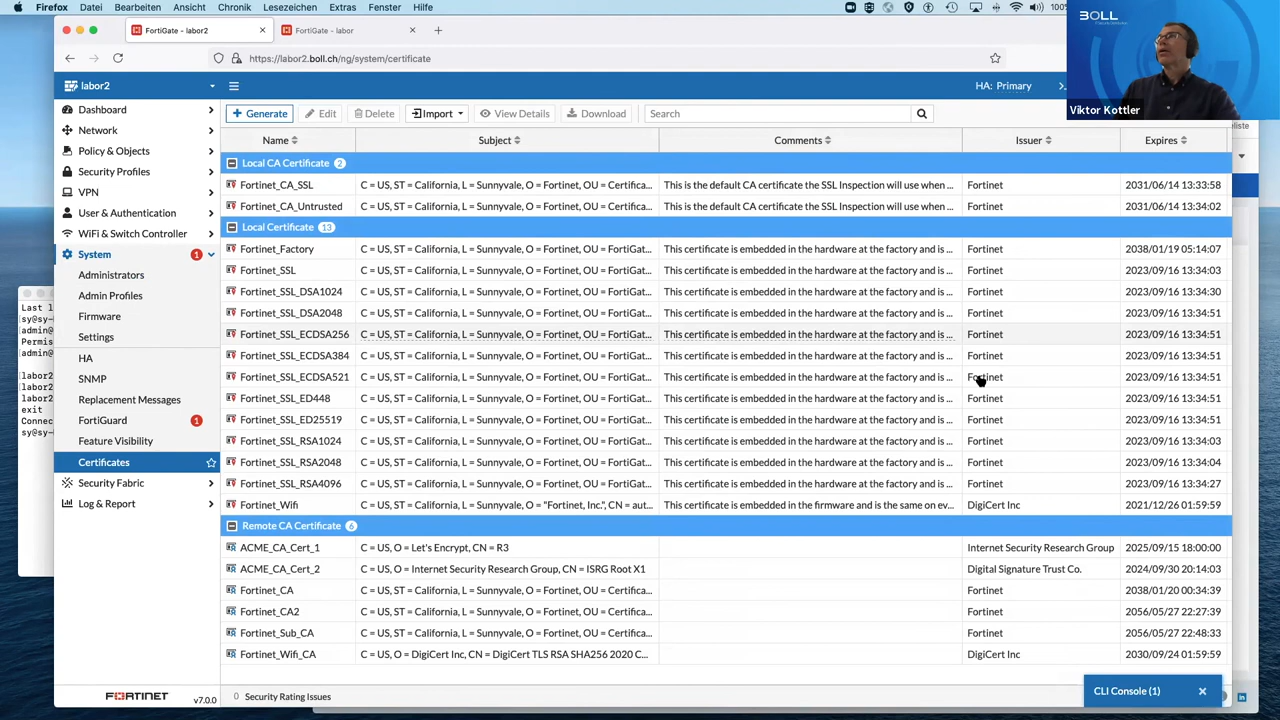 Firefox Datei Bearbeiten Ansicht Chronik Lesezeichen Extras Fenster Hilfe 100%
BOLL
FortiGate - labor2
FortiGate - labor
https://labor2.boll.ch/ng/system/certificate
labor2
HA: Primary
Viktor Kottler
Dashboard
Network
Policy & Objects
Security Profiles
VPN
User & Authentication
WiFi & Switch Controller
System 1
Administrators
Admin Profiles
Firmware
Settings
HA
SNMP
Replacement Messages
FortiGuard 1
Feature Visibility
Certificates
Security Fabric
Log & Report
FORTINET
v7.0.0
+ Generate Edit Delete Import View Details Download Search
Name Subject Comments Issuer Expires
Local CA Certificate 2
Fortinet_CA_SSL C = US, ST = California, L = Sunnyvale, O = Fortinet, OU = Certifica... This is the default CA certificate the SSL Inspection will use when ... Fortinet 2031/06/14 13:33:58
Fortinet_CA_Untrusted C = US, ST = California, L = Sunnyvale, O = Fortinet, OU = Certifica... This is the default CA certificate the SSL Inspection will use when ... Fortinet 2031/06/14 13:34:02
Local Certificate 13
Fortinet_Factory C = US, ST = California, L = Sunnyvale, O = Fortinet, OU = FortiGat... This certificate is embedded in the hardware at the factory and is ... Fortinet 2038/01/19 05:14:07
Fortinet_SSL C = US, ST = California, L = Sunnyvale, O = Fortinet, OU = FortiGat... This certificate is embedded in the hardware at the factory and is ... Fortinet 2023/09/16 13:34:03
Fortinet_SSL_DSA1024 C = US, ST = California, L = Sunnyvale, O = Fortinet, OU = FortiGat... This certificate is embedded in the hardware at the factory and is ... Fortinet 2023/09/16 13:34:30
Fortinet_SSL_DSA2048 C = US, ST = California, L = Sunnyvale, O = Fortinet, OU = FortiGat... This certificate is embedded in the hardware at the factory and is ... Fortinet 2023/09/16 13:34:51
Fortinet_SSL_ECDSA256 C = US, ST = California, L = Sunnyvale, O = Fortinet, OU = FortiGat... This certificate is embedded in the hardware at the factory and is ... Fortinet 2023/09/16 13:34:51
Fortinet_SSL_ECDSA384 C = US, ST = California, L = Sunnyvale, O = Fortinet, OU = FortiGat... This certificate is embedded in the hardware at the factory and is ... Fortinet 2023/09/16 13:34:51
Fortinet_SSL_ECDSA521 C = US, ST = California, L = Sunnyvale, O = Fortinet, OU = FortiGat... This certificate is embedded in the hardware at the factory and is ... Fortinet 2023/09/16 13:34:51
Fortinet_SSL_ED448 C = US, ST = California, L = Sunnyvale, O = Fortinet, OU = FortiGat... This certificate is embedded in the hardware at the factory and is ... Fortinet 2023/09/16 13:34:51
Fortinet_SSL_ED25519 C = US, ST = California, L = Sunnyvale, O = Fortinet, OU = FortiGat... This certificate is embedded in the hardware at the factory and is ... Fortinet 2023/09/16 13:34:51
Fortinet_SSL_RSA1024 C = US, ST = California, L = Sunnyvale, O = Fortinet, OU = FortiGat... This certificate is embedded in the hardware at the factory and is ... Fortinet 2023/09/16 13:34:03
Fortinet_SSL_RSA2048 C = US, ST = California, L = Sunnyvale, O = Fortinet, OU = FortiGat... This certificate is embedded in the hardware at the factory and is ... Fortinet 2023/09/16 13:34:04
Fortinet_SSL_RSA4096 C = US, ST = California, L = Sunnyvale, O = Fortinet, OU = FortiGat... This certificate is embedded in the hardware at the factory and is ... Fortinet 2023/09/16 13:34:27
Fortinet_Wifi C = US, ST = California, L = Sunnyvale, O = "Fortinet, Inc.", CN = aut... This certificate is embedded in the firmware and is the same on ev... DigiCert Inc 2021/12/26 01:59:59
Remote CA Certificate 6
ACME_CA_Cert_1 C = US, O = Let's Encrypt, CN = R3 Internet Security Research Group 2025/09/15 18:00:00
ACME_CA_Cert_2 C = US, O = Internet Security Research Group, CN = ISRG Root X1 Digital Signature Trust Co. 2024/09/30 20:14:03
Fortinet_CA C = US, ST = California, L = Sunnyvale, O = Fortinet, OU = Certifica... Fortinet 2038/01/20 00:34:39
Fortinet_CA2 C = US, ST = California, L = Sunnyvale, O = Fortinet, OU = Certifica... Fortinet 2056/05/27 22:27:39
Fortinet_Sub_CA C = US, ST = California, L = Sunnyvale, O = Fortinet, OU = Certifica... Fortinet 2056/05/27 22:48:33
Fortinet_Wifi_CA C = US, O = DigiCert Inc, CN = DigiCert TLS RSA SHA256 2020 C... DigiCert Inc 2030/09/24 01:59:59
0 Security Rating Issues
CLI Console (1)
Last l
sy@sy-
[admin@
Permis
[admin@
labor2
labor2
labor2
exit
Connec
sy@sy-